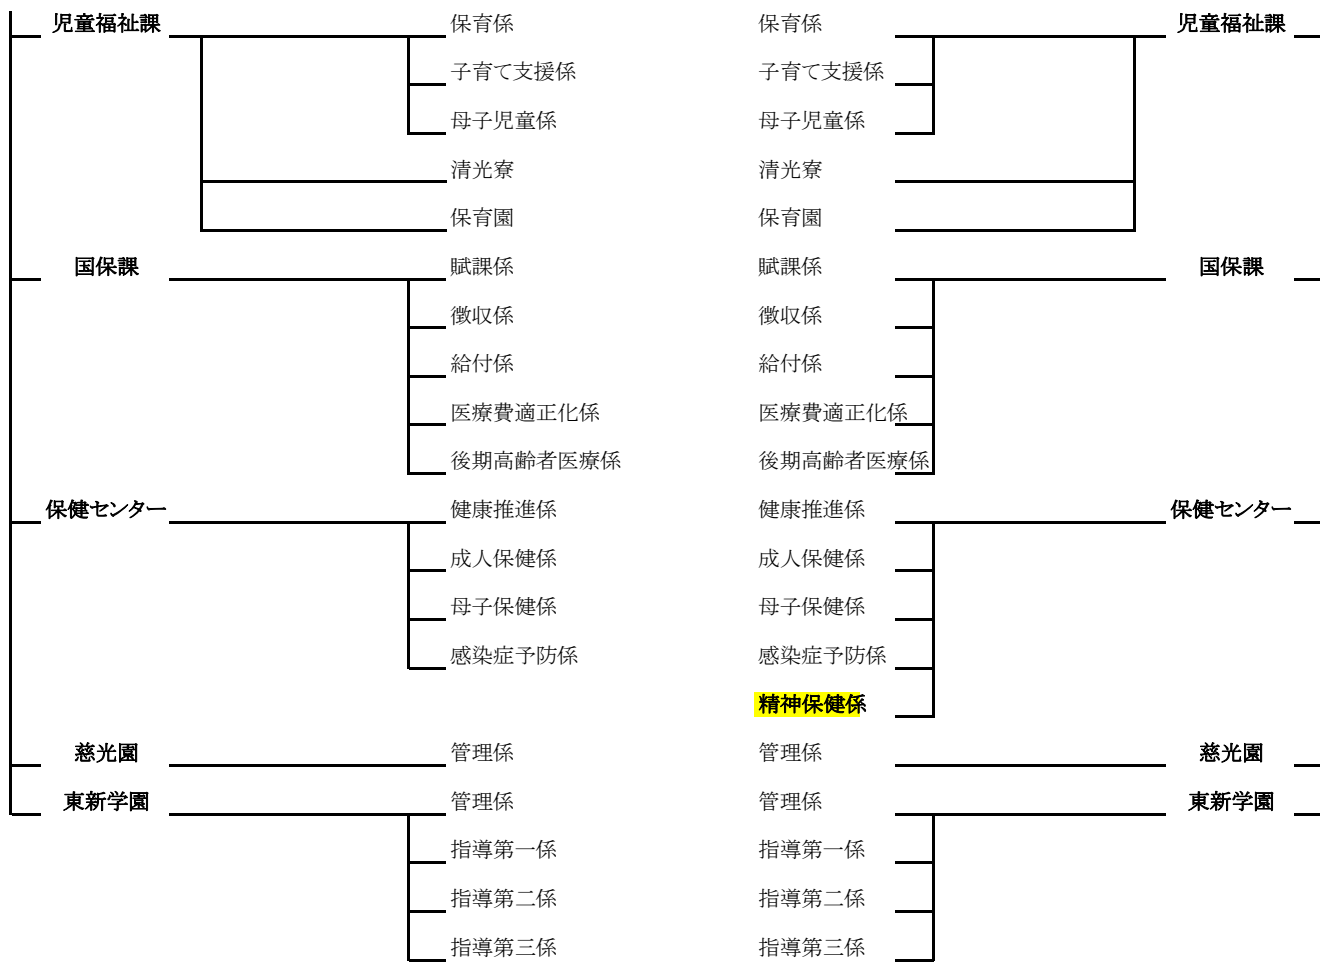 児童福祉課 保育係 保育係 児童福祉課
子育て支援係 子育て支援係
母子児童係 母子児童係
清光寮 清光寮
保育園 保育園
国保課 賦課係 賦課係 国保課
徴収係 徴収係
給付係 給付係
医療費適正化係 医療費適正化係
後期高齢者医療係 後期高齢者医療係
保健センター 健康推進係 健康推進係 保健センター
成人保健係 成人保健係
母子保健係 母子保健係
感染症予防係 感染症予防係
精神保健係
慈光園 管理係 管理係 慈光園
東新学園 管理係 管理係 東新学園
指導第一係 指導第一係
指導第二係 指導第二係
指導第三係 指導第三係